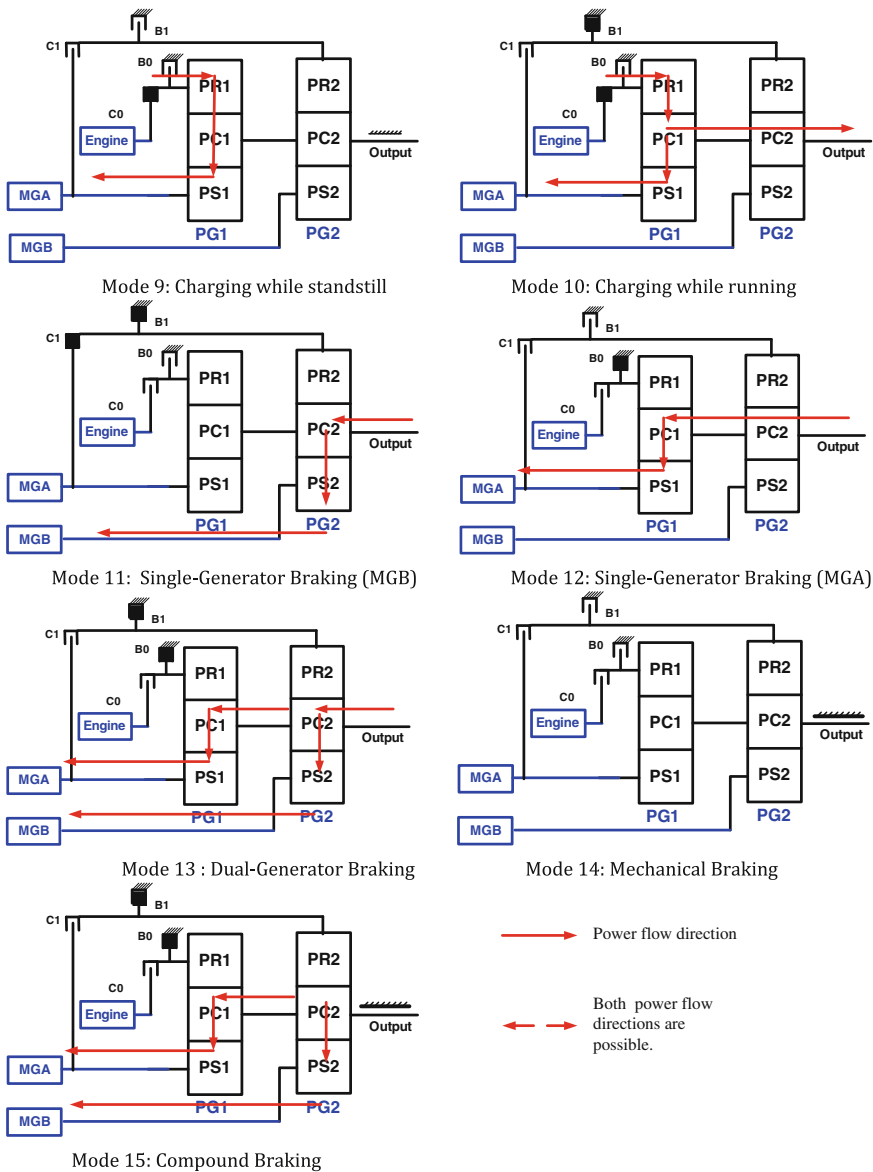 B1
C1
B0
PR1
PR2
C0
Engine
PC1
PC2
Output
MGA
PS1
PS2
PG1
PG2
MGB
Mode 9: Charging while standstill
B1
C1
B0
PR1
PR2
C0
Engine
PC1
PC2
Output
MGA
PS1
PS2
PG1
PG2
MGB
Mode 10: Charging while running
B1
C1
B0
PR1
PR2
C0
Engine
PC1
PC2
Output
MGA
PS1
PS2
PG1
PG2
MGB
Mode 11: Single-Generator Braking (MGB)
B1
C1
B0
PR1
PR2
C0
Engine
PC1
PC2
Output
MGA
PS1
PS2
PG1
PG2
MGB
Mode 12: Single-Generator Braking (MGA)
B1
C1
B0
PR1
PR2
C0
Engine
PC1
PC2
Output
MGA
PS1
PS2
PG1
PG2
MGB
Mode 13 : Dual-Generator Braking
B1
C1
B0
PR1
PR2
C0
Engine
PC1
PC2
Output
MGA
PS1
PS2
PG1
PG2
MGB
Mode 14: Mechanical Braking
B1
C1
B0
PR1
PR2
C0
Engine
PC1
PC2
Output
MGA
PS1
PS2
PG1
PG2
MGB
Mode 15: Compound Braking
Power flow direction
Both power flow
directions are
possible.